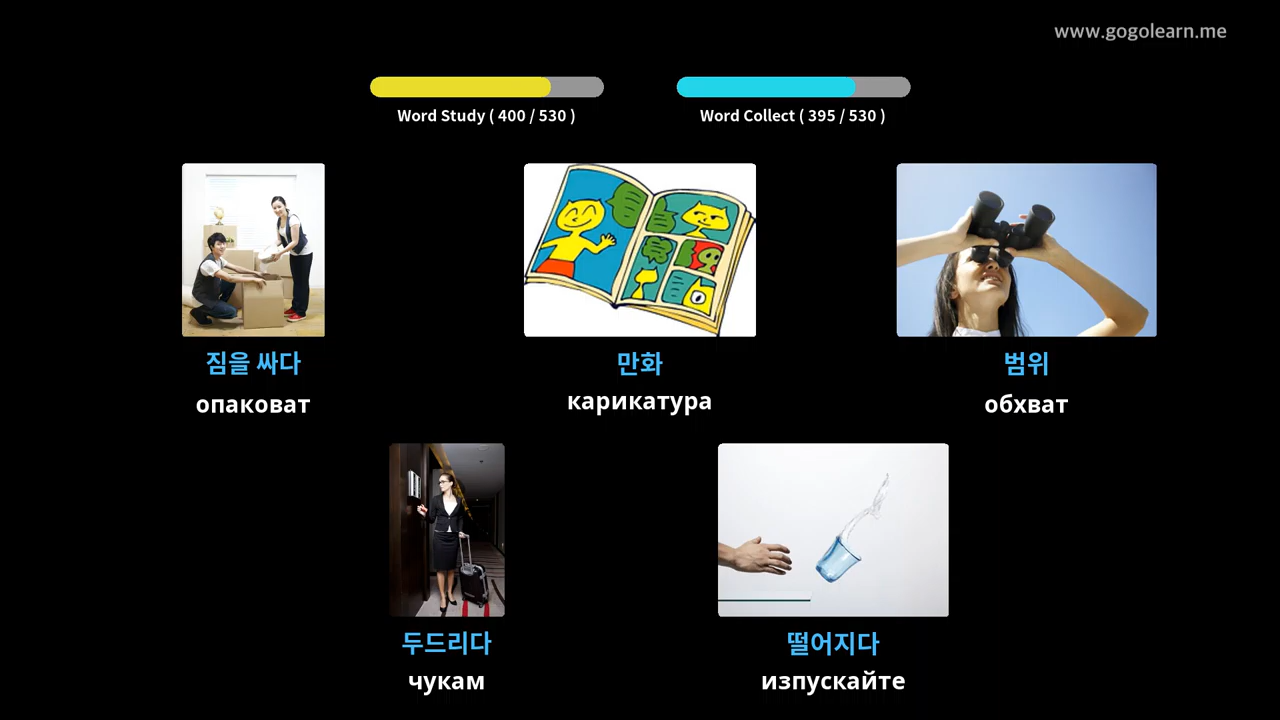 www.gogolearn.me
Word Study ( 400 / 530 )
Word Collect ( 395 / 530 )
짐을 싸다
만화
범위
опаковат
карикатура
обхват
두드리다
떨어지다
чукам
изпускайте